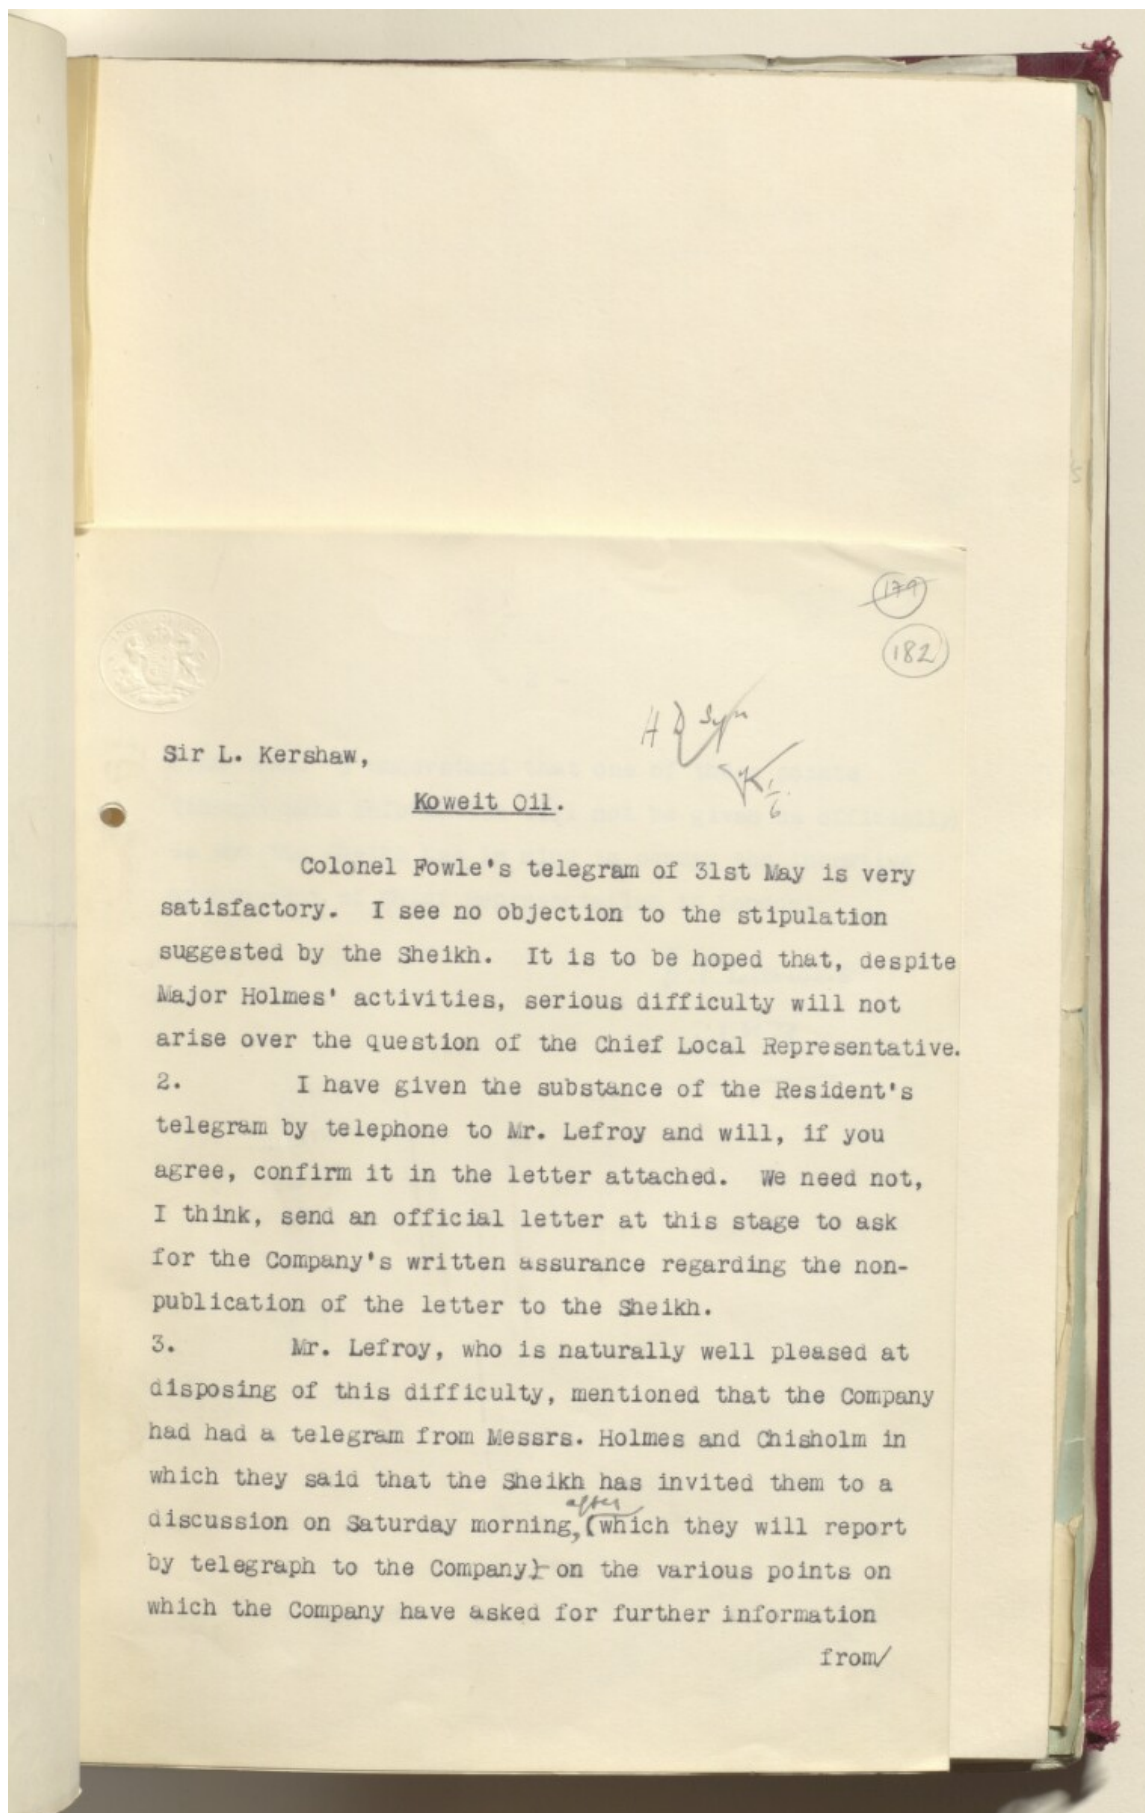 179
182
Sir L. Kershaw,
Koweit Oil.
Colonel Fowle's telegram of 31st May is very
satisfactory. I see no objection to the stipulation
suggested by the Sheikh. It is to be hoped that, despite
Major Holmes' activities, serious difficulty will not
arise over the question of the Chief Local Representative.
2. I have given the substance of the Resident's
telegram by telephone to Mr. Lefroy and will, if you
agree, confirm it in the letter attached. We need not,
I think, send an official letter at this stage to ask
for the Company's written assurance regarding the non-
publication of the letter to the Sheikh.
3. Mr. Lefroy, who is naturally well pleased at
disposing of this difficulty, mentioned that the Company
had had a telegram from Messrs. Holmes and Chisholm in
which they said that the Sheikh has invited them to a
after
discussion on Saturday morning, (which they will report
by telegraph to the Company) on the various points on
which the Company have asked for further information
from/